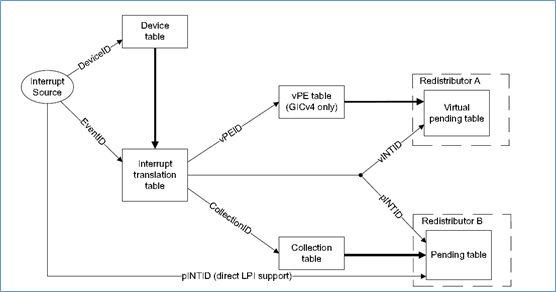 Device
table
DeviceID
Interrupt
Source
EventID
Interrupt
translation
table
vPEID
vPE table
(GICv4 only)
Redistributor A
Virtual
pending table
vINTID
pINTID
CollectionID
Collection
table
Redistributor B
Pending table
pINTID (direct LPI support)